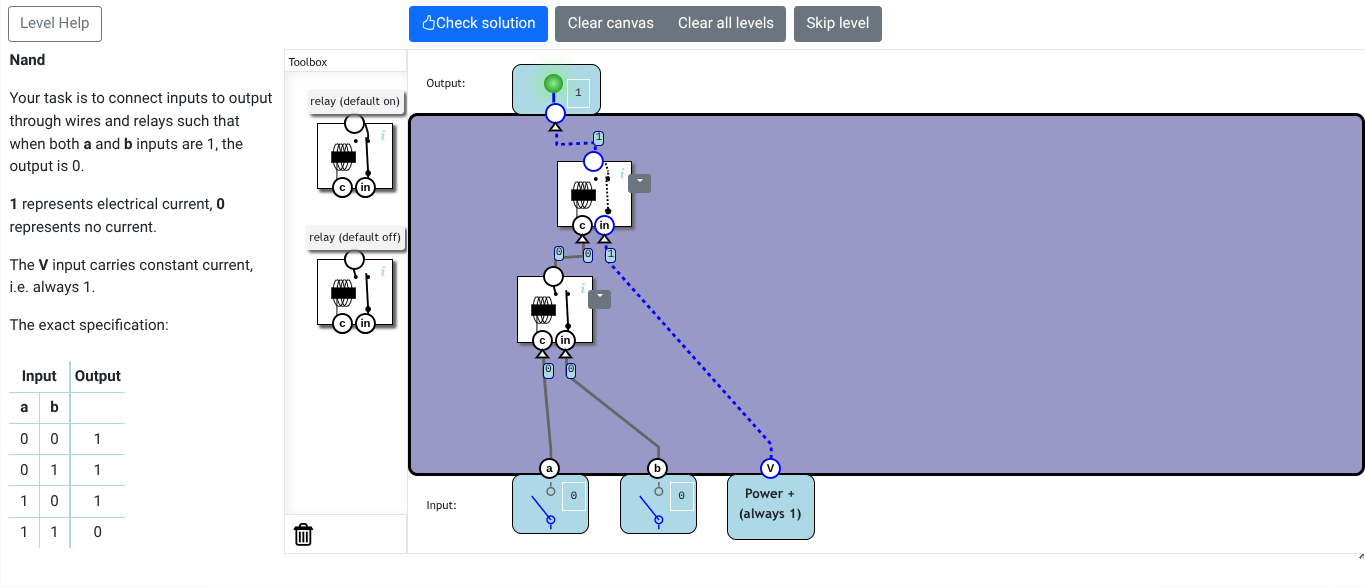 Level Help
Check solution
Clear canvas
Clear all levels
Skip level
Nand
Your task is to connect inputs to output
through wires and relays such that
when both a and b inputs are 1, the
output is 0.
1 represents electrical current, 0
represents no current.
The V input carries constant current,
i.e. always 1.
The exact specification:
Input Output
a b
0 0 1
0 1 1
1 0 1
1 1 0
Toolbox
relay (default on)
c in
relay (default off)
c in
Output:
1
1
c in
0 0 1
c in
0 0
a b V
Input:
0
0
Power +
(always 1)